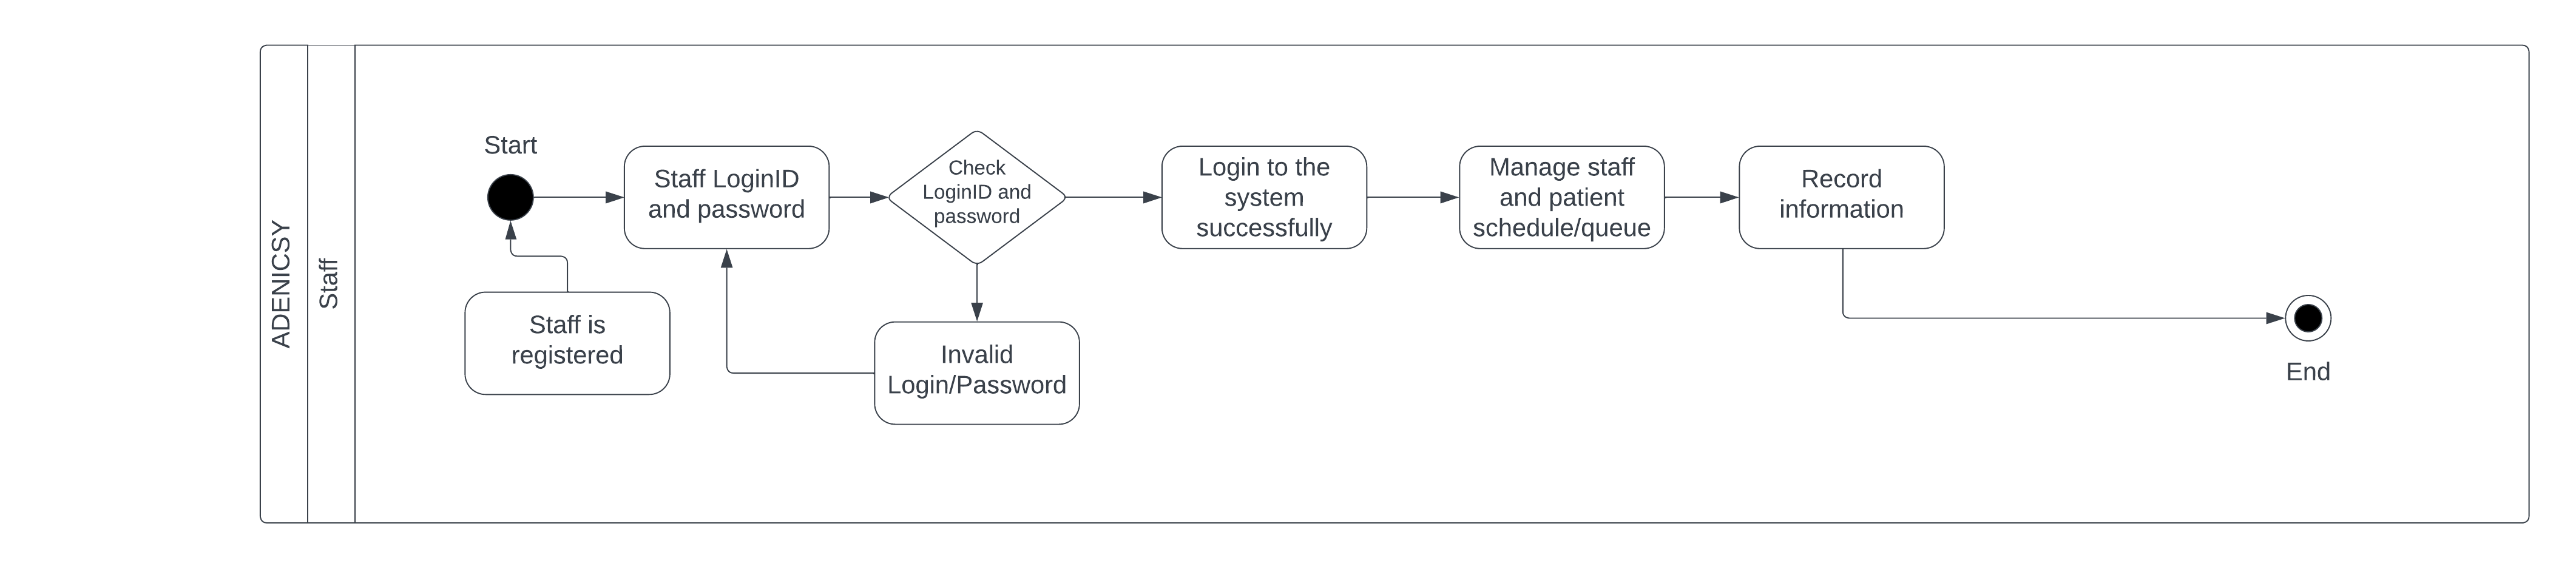 ADENICSY
Staff
Start
Staff LoginID
and password
Check
LoginID and
password
Login to the
system
successfully
Manage staff
and patient
schedule/queue
Record
information
Staff is
registered
Invalid
Login/Password
End